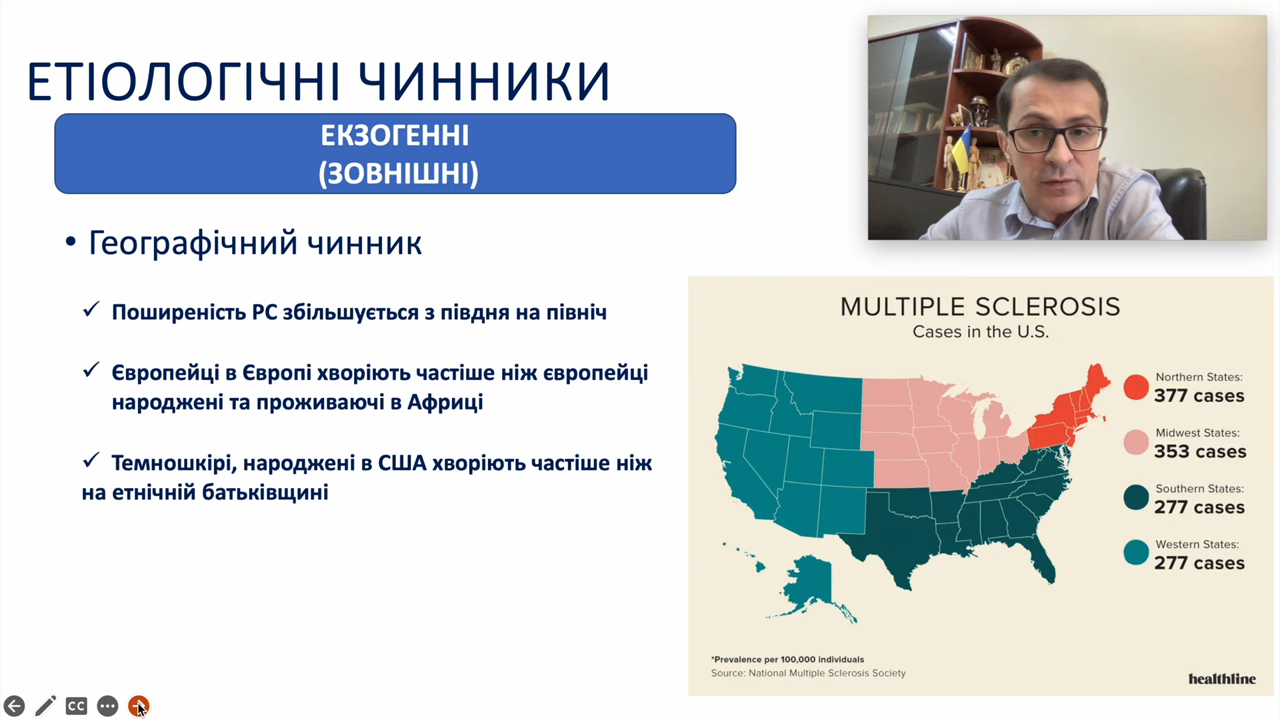 ЕТІОЛОГІЧНІ ЧИННИКИ
ЕКЗОГЕННІ
(ЗОВНІШНІ)
• Географічний чинник
✓ Поширеність РС збільшується з півдня на північ
✓ Європейці в Європі хворіють частіше ніж європейці
народжені та проживаючі в Африці
✓ Темношкірі, народжені в США хворіють частіше ніж
на етнічній батьківщині
MULTIPLE SCLEROSIS
Cases in the U.S.
Northern States:
377 cases
Midwest States:
353 cases
Southern States:
277 cases
Western States:
277 cases
*Prevalence per 100,000 individuals
Source: National Multiple Sclerosis Society
healthline
CC